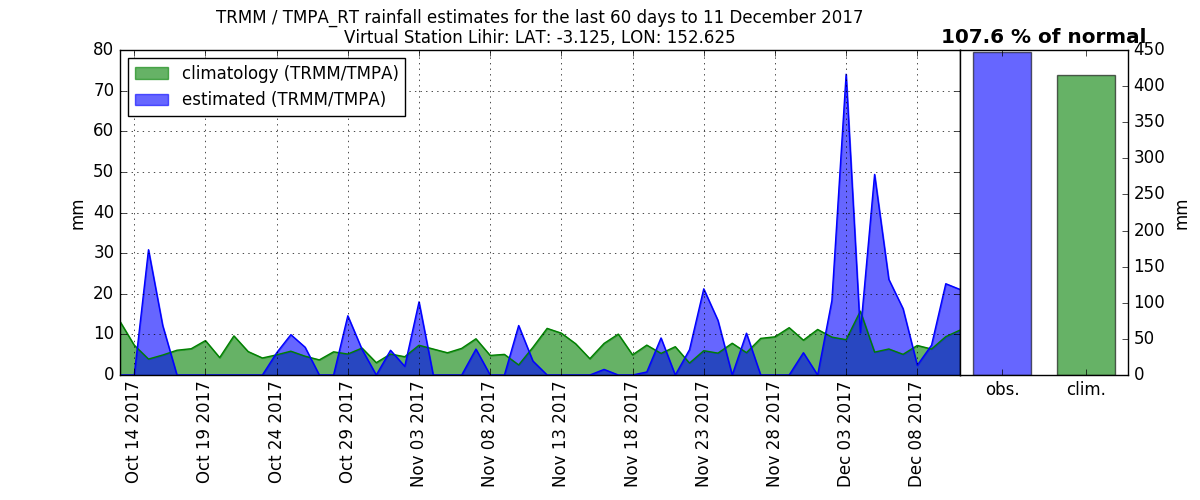 TRMM / TMPA_RT rainfall estimates for the last 60 days to 11 December 2017
Virtual Station Lihir: LAT: -3.125, LON: 152.625
107.6 % of normal
climatology (TRMM/TMPA)
estimated (TRMM/TMPA)
mm
80
70
60
50
40
30
20
10
0
Oct 14 2017
Oct 19 2017
Oct 24 2017
Oct 29 2017
Nov 03 2017
Nov 08 2017
Nov 13 2017
Nov 18 2017
Nov 23 2017
Nov 28 2017
Dec 03 2017
Dec 08 2017
obs.
clim.
450
400
350
300
250
200
150
100
50
0
mm